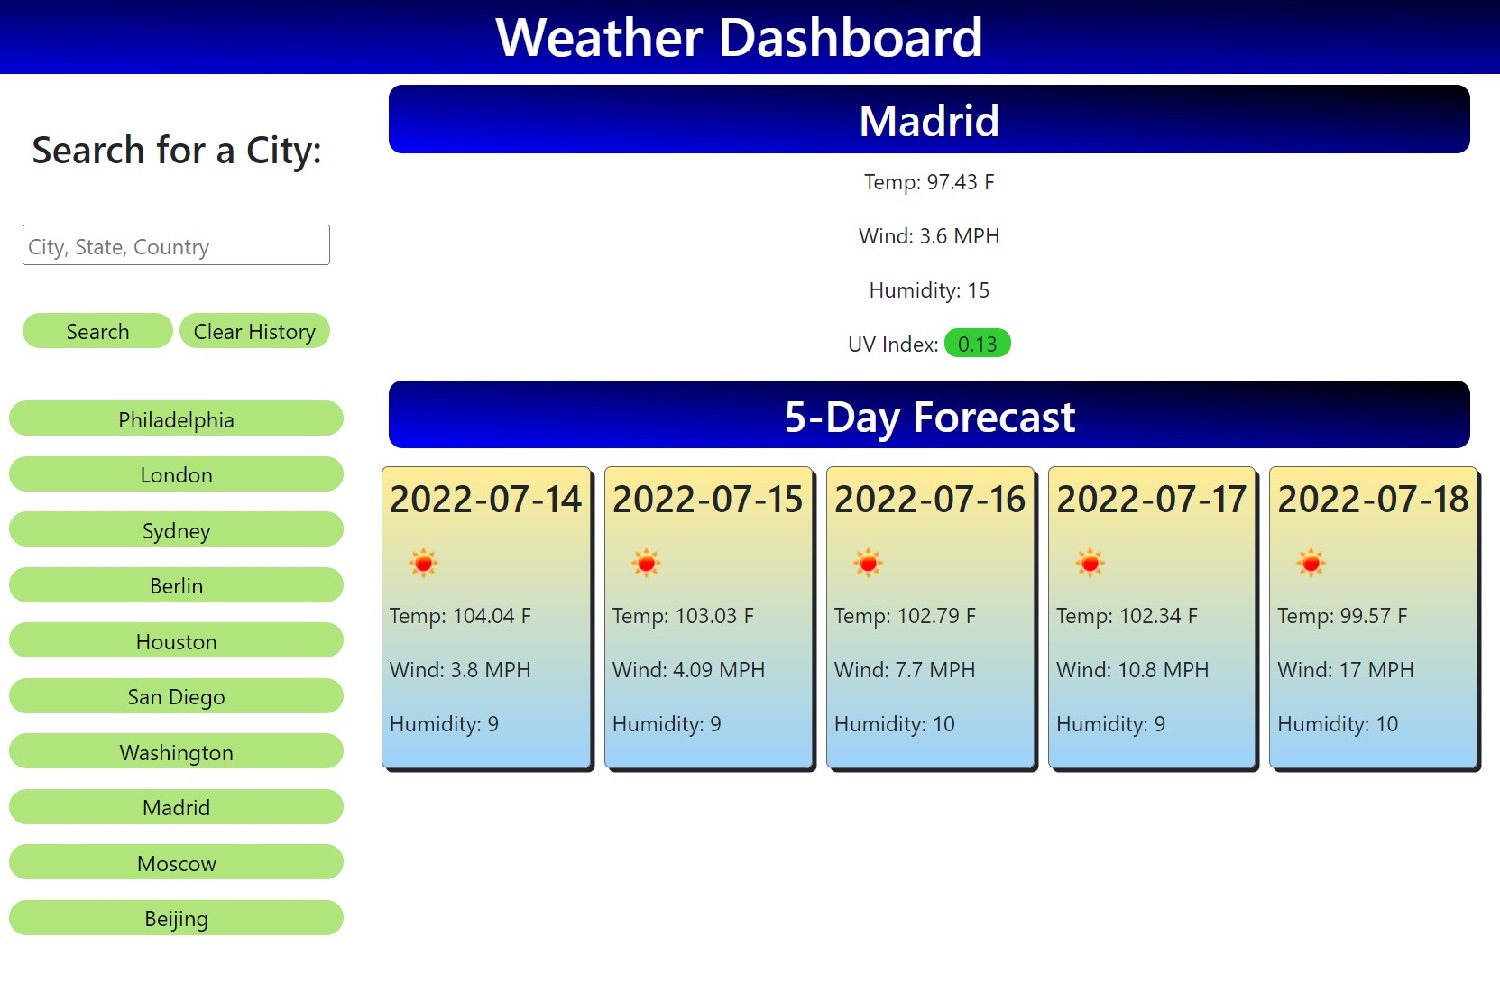 Weather Dashboard
Search for a City:
City, State, Country
Search
Clear History
Philadelphia
London
Sydney
Berlin
Houston
San Diego
Washington
Madrid
Moscow
Beijing
Madrid
Temp: 97.43 F
Wind: 3.6 MPH
Humidity: 15
UV Index: 0.13
5-Day Forecast
2022-07-14
Temp: 104.04 F
Wind: 3.8 MPH
Humidity: 9
2022-07-15
Temp: 103.03 F
Wind: 4.09 MPH
Humidity: 9
2022-07-16
Temp: 102.79 F
Wind: 7.7 MPH
Humidity: 10
2022-07-17
Temp: 102.34 F
Wind: 10.8 MPH
Humidity: 9
2022-07-18
Temp: 99.57 F
Wind: 17 MPH
Humidity: 10